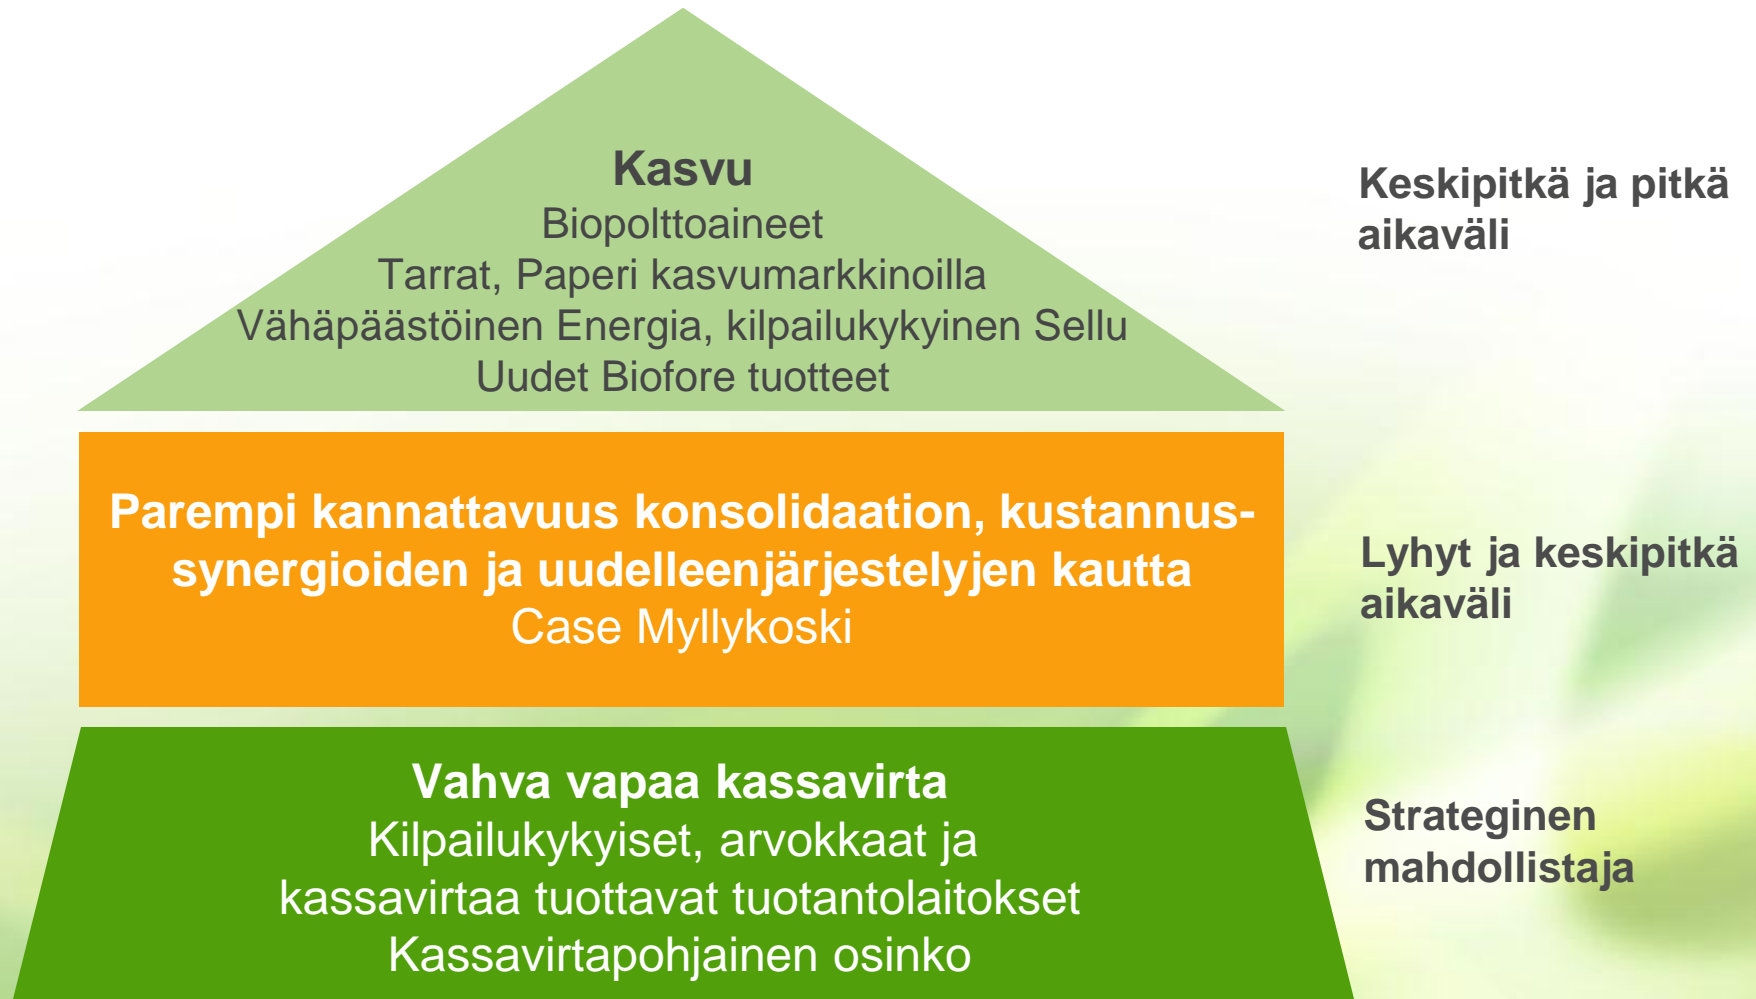 Kasvu
Biopolttoaineet
Tarrat, Paperi kasvumarkkinoilla
Vähäpäästöinen Energia, kilpailukykyinen Sellu
Uudet Biofore tuotteet
Keskipitkä ja pitkä
aikaväli
Parempi kannattavuus konsolidaation, kustannus-
synergioiden ja uudelleenjärjestelyjen kautta
Case Myllykoski
Lyhyt ja keskipitkä
aikaväli
Vahva vapaa kassavirta
Kilpailukykyiset, arvokkaat ja
kassavirtaa tuottavat tuotantolaitokset
Kassavirtapohjainen osinko
Strateginen
mahdollistaja